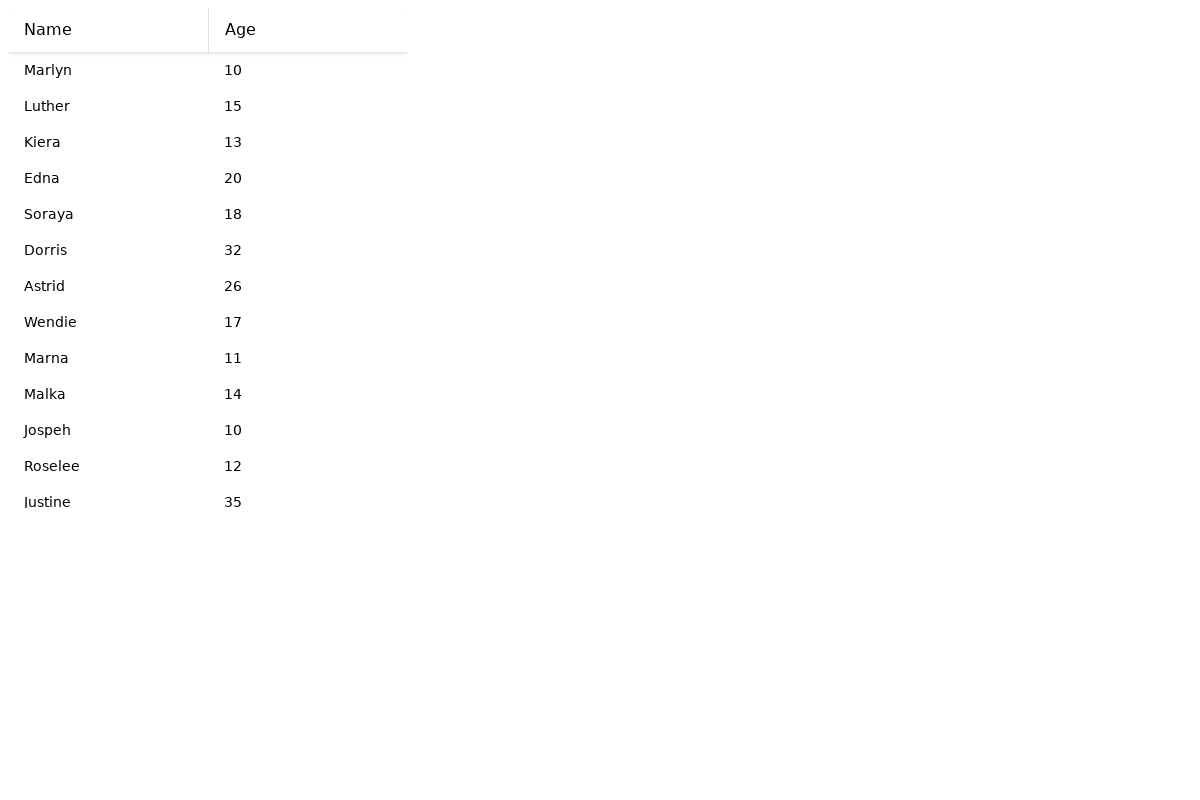 Name Age
Marlyn 10
Luther 15
Kiera 13
Edna 20
Soraya 18
Dorris 32
Astrid 26
Wendie 17
Marna 11
Malka 14
Jospeh 10
Roselee 12
Justine 35